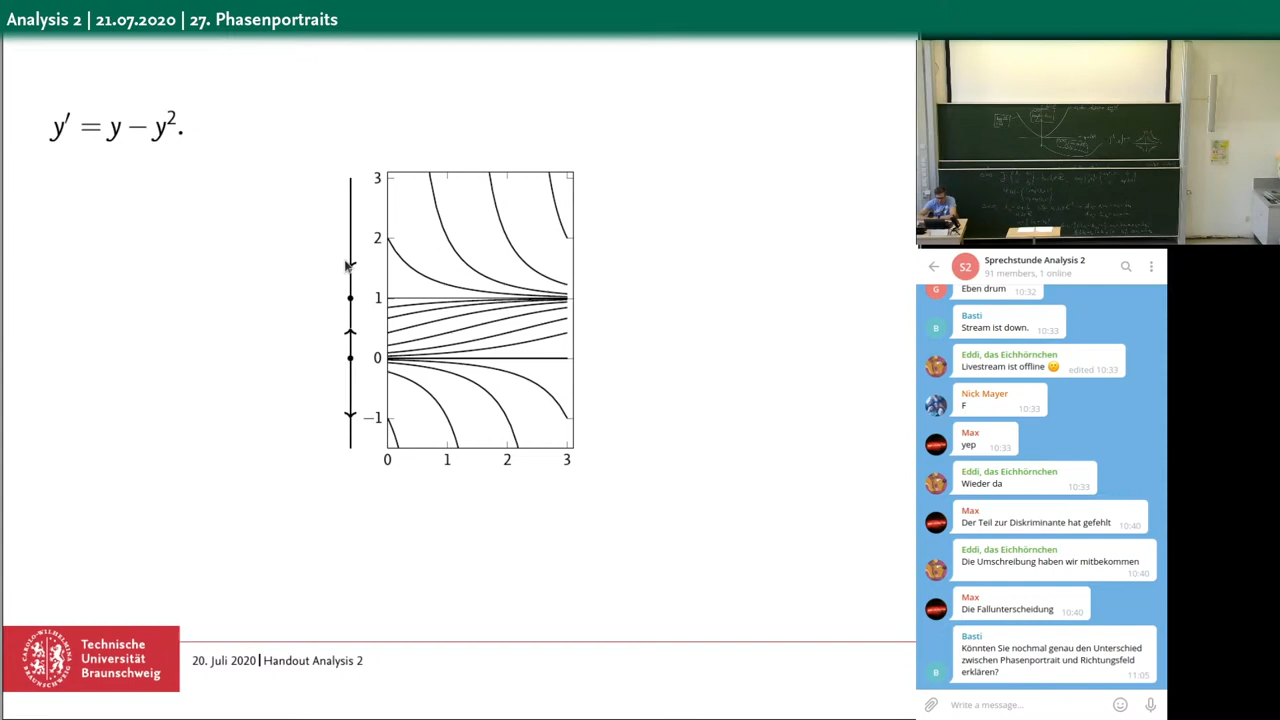 Analysis 2 | 21.07.2020 | 27. Phasenportraits
y′ = y − y².
3
2
1
0
−1
0 1 2 3
Technische
Universität
Braunschweig
20. Juli 2020 | Handout Analysis 2
S2
Sprechstunde Analysis 2
91 members, 1 online
G
Eben drum 10:32
Basti
B
Stream ist down. 10:33
Eddi, das Eichhörnchen
Livestream ist offline 🙁 edited 10:33
Nick Mayer
F 10:33
Max
yep 10:33
Eddi, das Eichhörnchen
Wieder da 10:33
Max
Der Teil zur Diskriminante hat gefehlt 10:40
Eddi, das Eichhörnchen
Die Umschreibung haben wir mitbekommen
10:40
Max
Die Fallunterscheidung 10:40
Basti
Könnten Sie nochmal genau den Unterschied
zwischen Phasenportrait und Richtungsfeld
erklären? 11:05
B
Write a message...